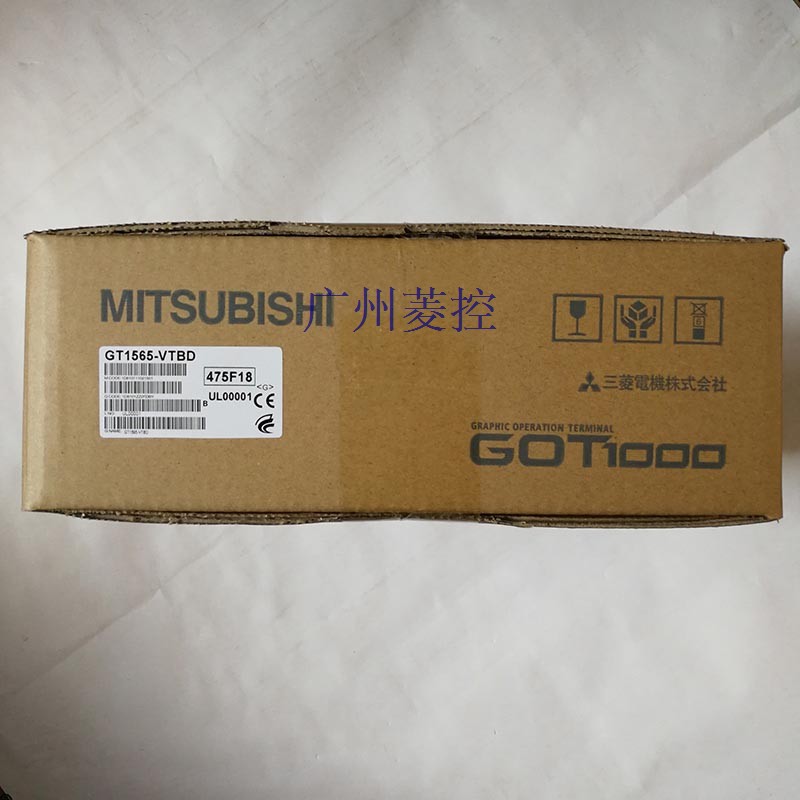 MITSUBISHI
广州菱控
GT1565-VTBD
475F18
<G>
B
UL00001
CE
三菱電機株式会社
GRAPHIC OPERATION TERMINAL
GOT1000